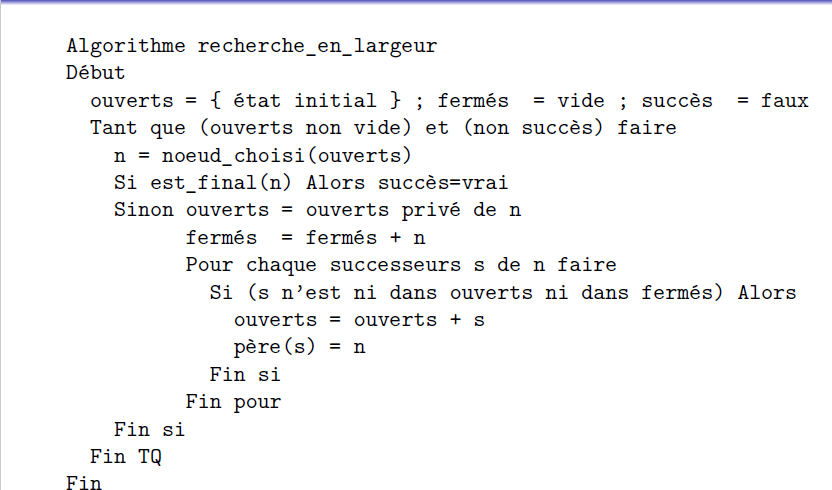 Algorithme recherche_en_largeur
Début
ouverts = { état initial } ; fermés = vide ; succès = faux
Tant que (ouverts non vide) et (non succès) faire
n = noeud_choisi(ouverts)
Si est_final(n) Alors succès=vrai
Sinon ouverts = ouverts privé de n
fermés = fermés + n
Pour chaque successeurs s de n faire
Si (s n'est ni dans ouverts ni dans fermés) Alors
ouverts = ouverts + s
père(s) = n
Fin si
Fin pour
Fin si
Fin TQ
Fin